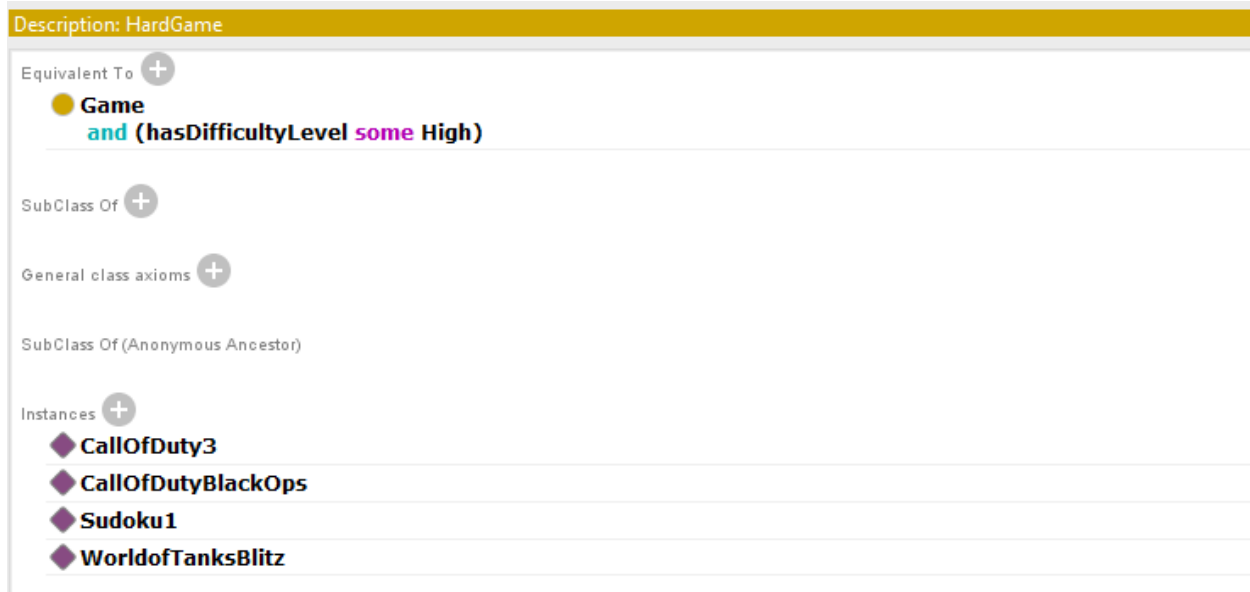 Description: HardGame
Equivalent To
Game
and (hasDifficultyLevel some High)
SubClass Of
General class axioms
SubClass Of (Anonymous Ancestor)
Instances
CallOfDuty3
CallOfDutyBlackOps
Sudoku1
WorldofTanksBlitz